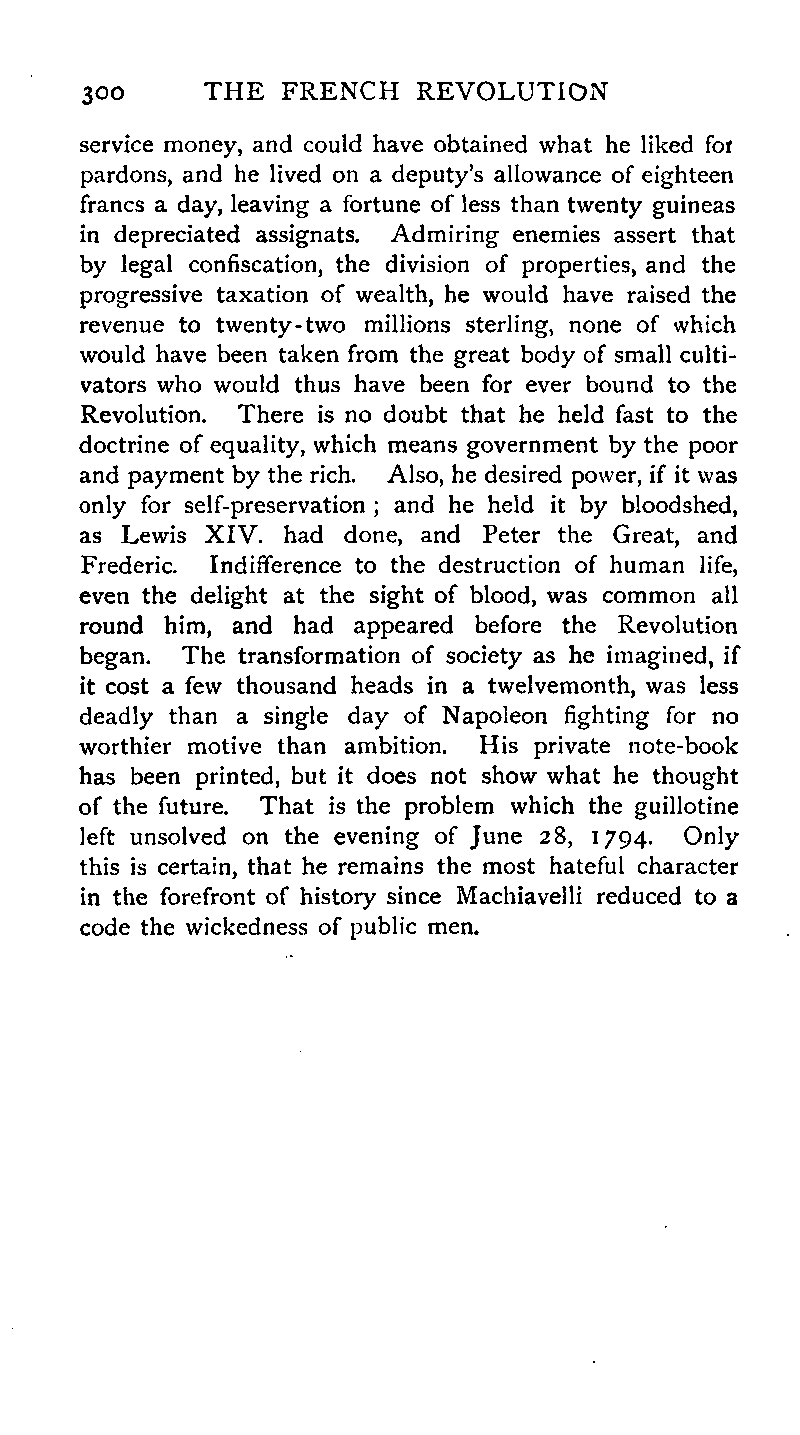 300 THE FRENCH REVOLUTION
service money, and could have obtained what he liked for
pardons, and he lived on a deputy's allowance of eighteen
francs a day, leaving a fortune of less than twenty guineas
in depreciated assignats. Admiring enemies assert that
by legal confiscation, the division of properties, and the
progressive taxation of wealth, he would have raised the
revenue to twenty-two millions sterling, none of which
would have been taken from the great body of small culti-
vators who would thus have been for ever bound to the
Revolution. There is no doubt that he held fast to the
doctrine of equality, which means government by the poor
and payment by the rich. Also, he desired power, if it was
only for self-preservation ; and he held it by bloodshed,
as Lewis XIV. had done, and Peter the Great, and
Frederic. Indifference to the destruction of human life,
even the delight at the sight of blood, was common all
round him, and had appeared before the Revolution
began. The transformation of society as he imagined, if
it cost a few thousand heads in a twelvemonth, was less
deadly than a single day of Napoleon fighting for no
worthier motive than ambition. His private note-book
has been printed, but it does not show what he thought
of the future. That is the problem which the guillotine
left unsolved on the evening of June 28, 1794. Only
this is certain, that he remains the most hateful character
in the forefront of history since Machiavelli reduced to a
code the wickedness of public men.